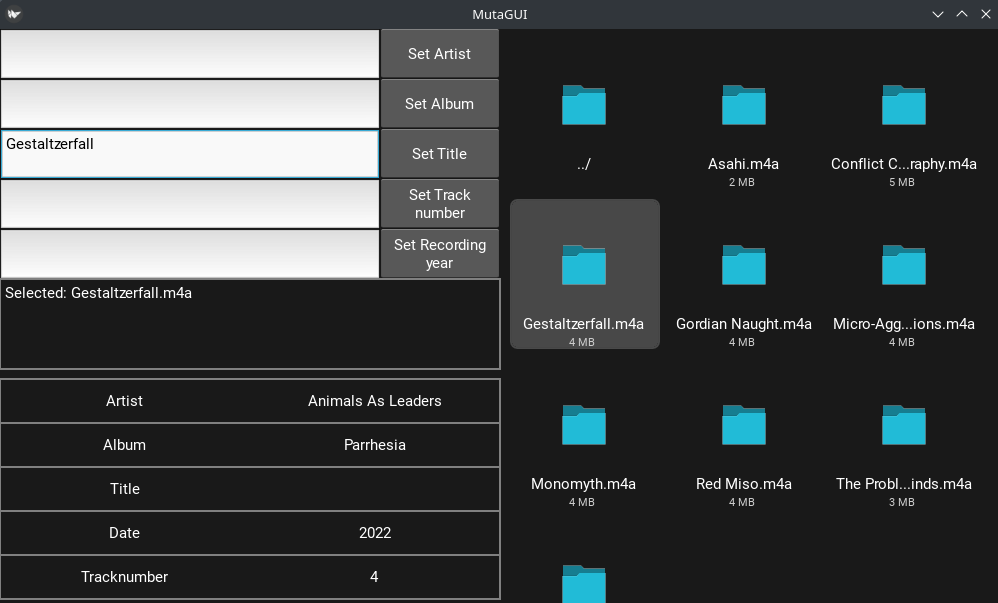 MutaGUI
Set Artist
Set Album
Gestaltzerfall
Set Title
Set Track
number
Set Recording
year
Selected: Gestaltzerfall.m4a
Artist Animals As Leaders
Album Parrhesia
Title
Date 2022
Tracknumber 4
../ Asahi.m4a Conflict C...raphy.m4a
2 MB 5 MB
Gestaltzerfall.m4a Gordian Naught.m4a Micro-Agg...ions.m4a
4 MB 4 MB 4 MB
Monomyth.m4a Red Miso.m4a The Probl...inds.m4a
4 MB 4 MB 3 MB